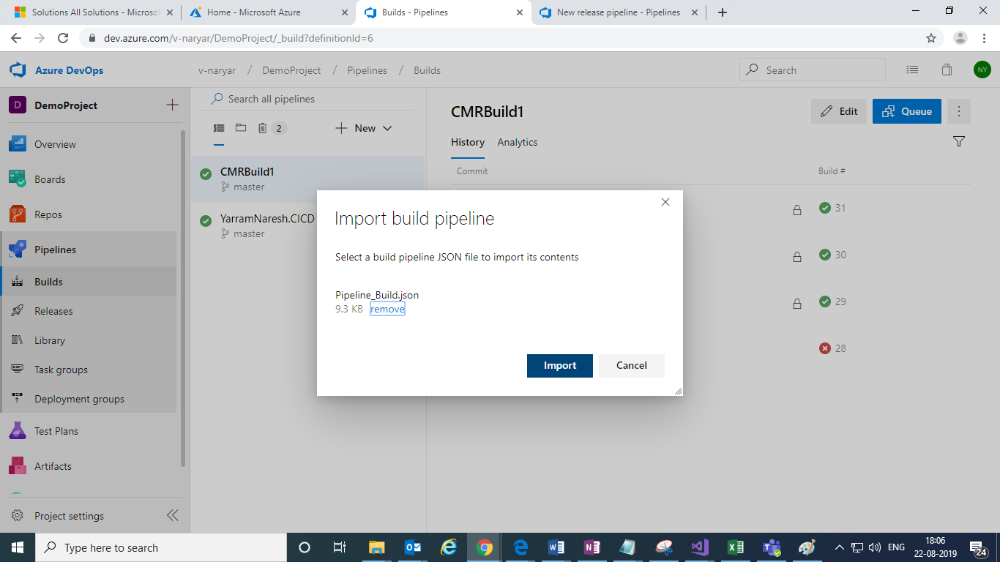 Solutions All Solutions - Microso
Home - Microsoft Azure
Builds - Pipelines
New release pipeline - Pipelines
dev.azure.com/v-naryar/DemoProject/_build?definitionId=6
Azure DevOps
v-naryar / DemoProject / Pipelines / Builds
Search
NY
D
DemoProject
Overview
Boards
Repos
Pipelines
Builds
Releases
Library
Task groups
Deployment groups
Test Plans
Artifacts
Project settings
Search all pipelines
2
New
CMRBuild1
master
YarramNaresh.CICD
master
CMRBuild1
Edit
Queue
History
Analytics
Commit
Build #
31
30
29
28
Import build pipeline
Select a build pipeline JSON file to import its contents
Pipeline_Build.json
9.3 KB remove
Import
Cancel
Type here to search
ENG
18:06
22-08-2019
24